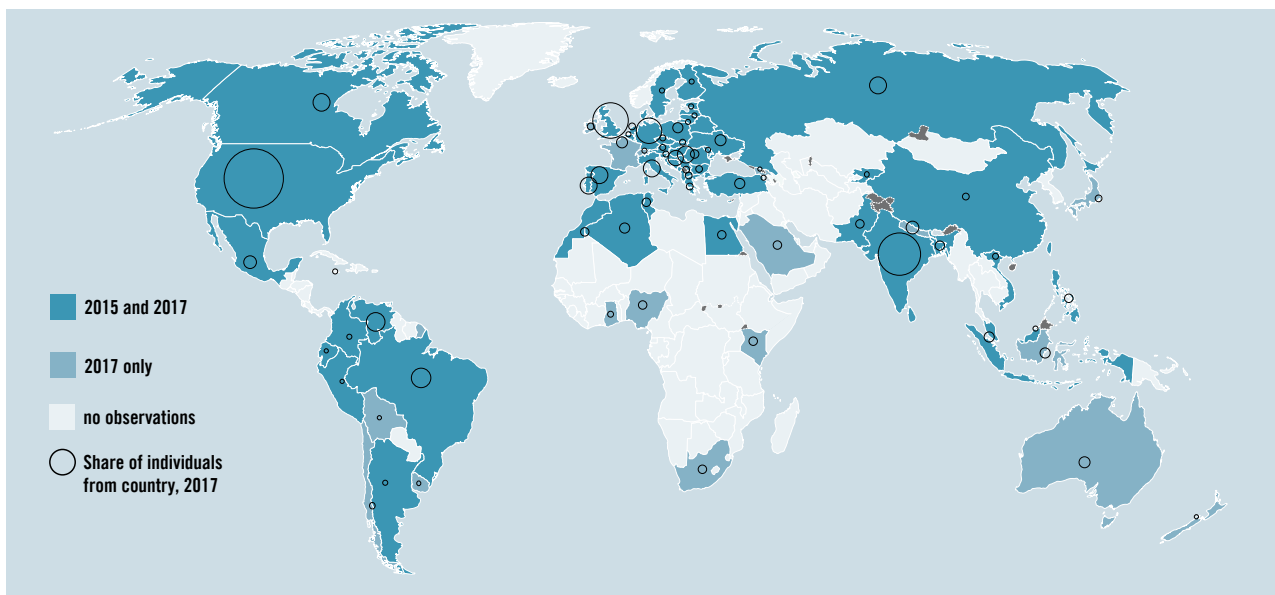 2015 and 2017
2017 only
no observations
Share of individuals
from country, 2017